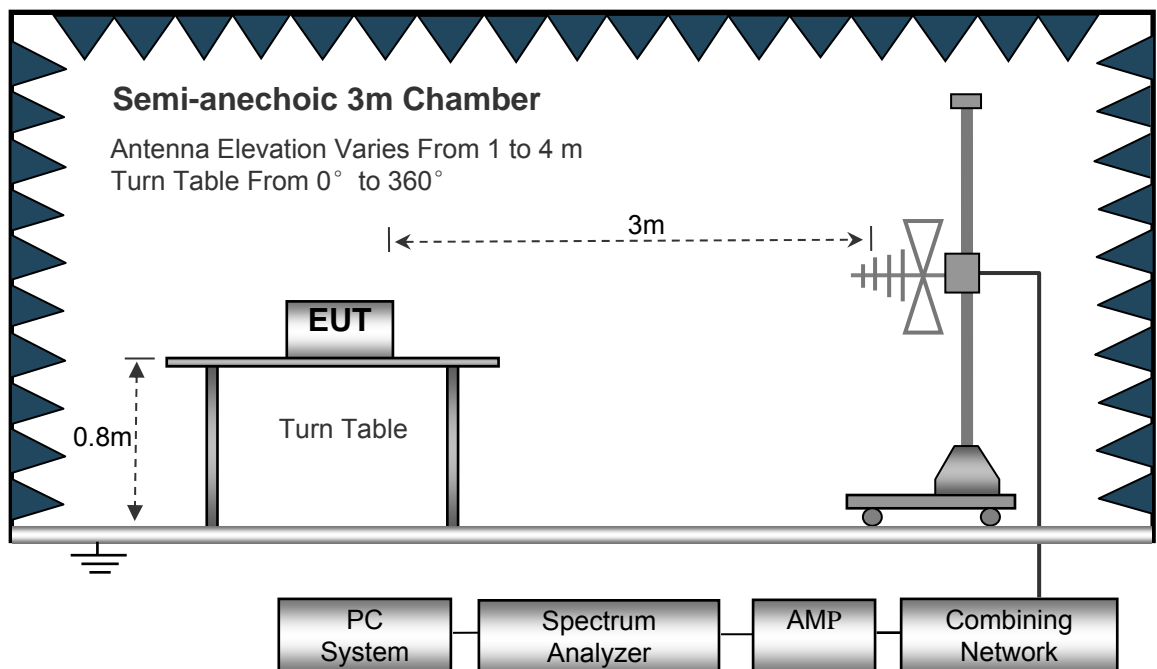 Semi-anechoic 3m Chamber
Antenna Elevation Varies From 1 to 4 m
Turn Table From 0° to 360°
3m
EUT
0.8m
Turn Table
PC
System
Spectrum
Analyzer
AMP
Combining
Network